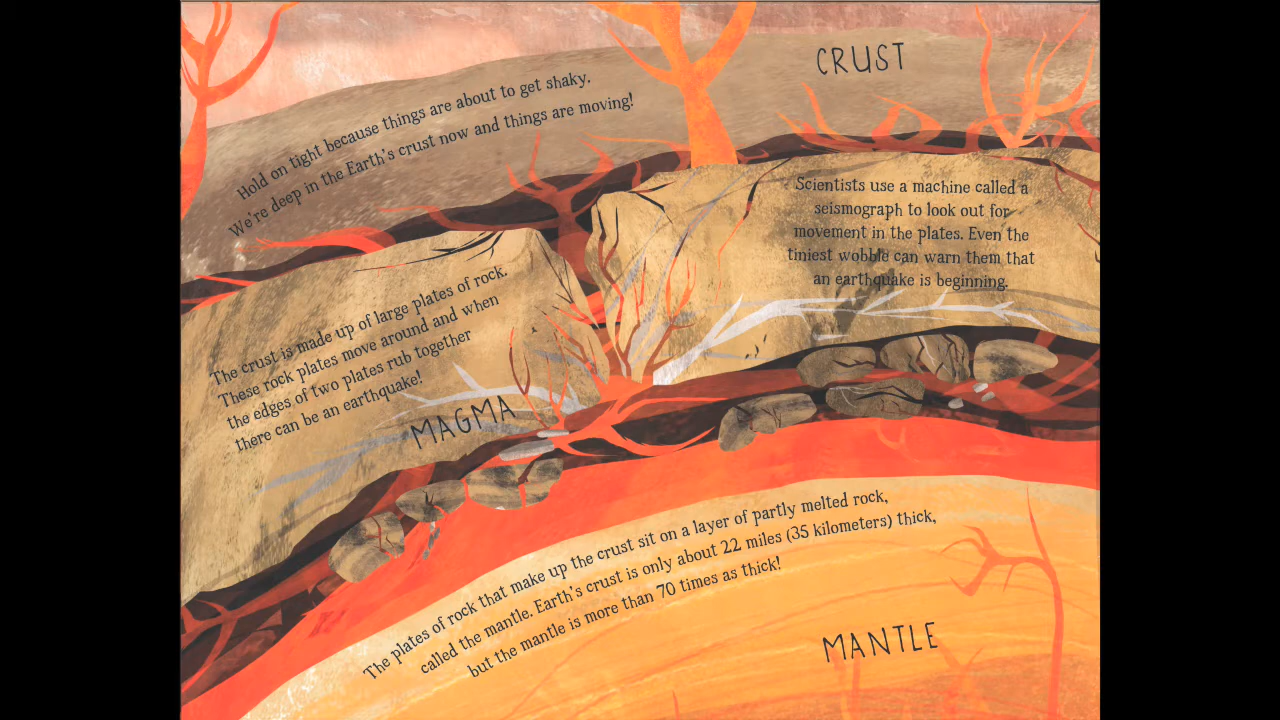 CRUST
Hold on tight because things are about to get shaky.
We're deep in the Earth's crust now and things are moving!
Scientists use a machine called a
seismograph to look out for
movement in the plates. Even the
tiniest wobble can warn them that
an earthquake is beginning.
The crust is made up of large plates of rock.
These rock plates move around and when
the edges of two plates rub together
there can be an earthquake!
MAGMA
The plates of rock that make up the crust sit on a layer of partly melted rock,
called the mantle. Earth's crust is only about 22 miles (35 kilometers) thick,
but the mantle is more than 70 times as thick!
MANTLE